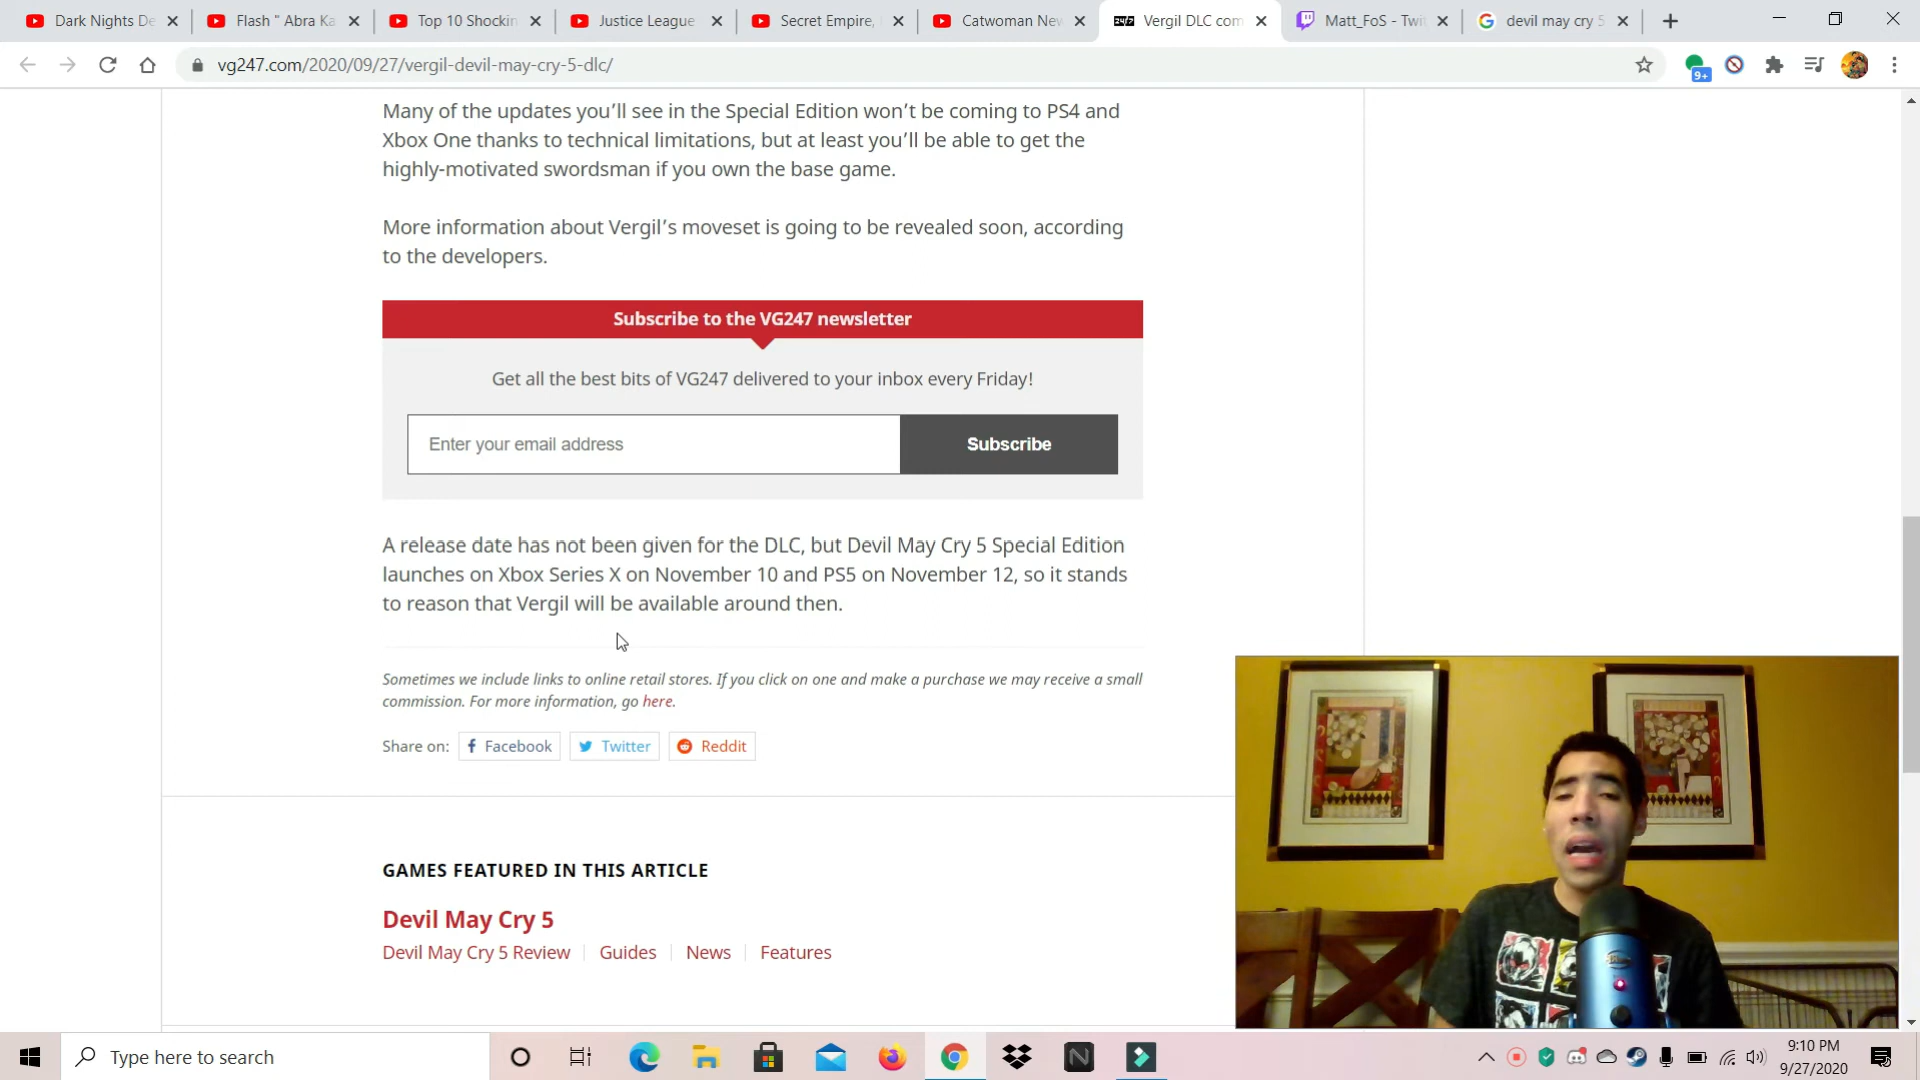 Dark Nights De
Flash " Abra Ka
Top 10 Shockin
Justice League
Secret Empire,
Catwoman New
Vergil DLC com
Matt_FoS - Twit
devil may cry 5
vg247.com/2020/09/27/vergil-devil-may-cry-5-dlc/
9+
Many of the updates you'll see in the Special Edition won't be coming to PS4 and
Xbox One thanks to technical limitations, but at least you'll be able to get the
highly-motivated swordsman if you own the base game.
More information about Vergil's moveset is going to be revealed soon, according
to the developers.
Subscribe to the VG247 newsletter
Get all the best bits of VG247 delivered to your inbox every Friday!
Enter your email address
Subscribe
A release date has not been given for the DLC, but Devil May Cry 5 Special Edition
launches on Xbox Series X on November 10 and PS5 on November 12, so it stands
to reason that Vergil will be available around then.
Sometimes we include links to online retail stores. If you click on one and make a purchase we may receive a small
commission. For more information, go here.
Share on: Facebook Twitter Reddit
GAMES FEATURED IN THIS ARTICLE
Devil May Cry 5
Devil May Cry 5 Review Guides News Features
Type here to search
9:10 PM
9/27/2020